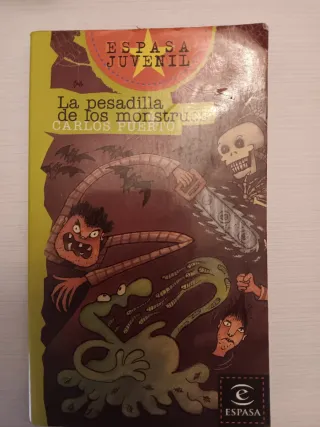 ESPASA
JUVENIL
La pesadilla
de los monstruos
CARLOS PUERTO
e
ESPASA